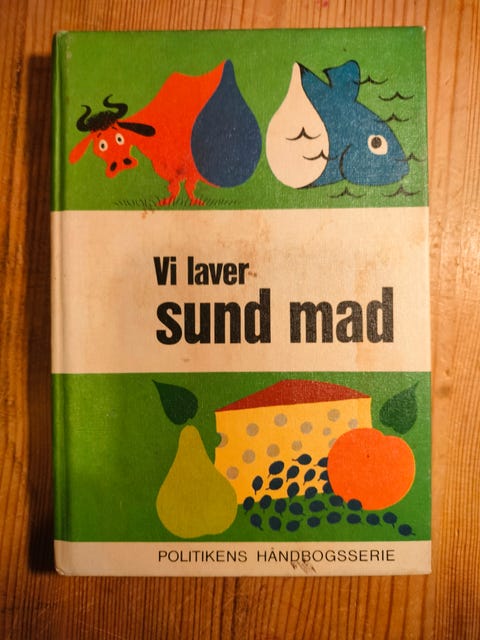 Vi laver
sund mad
POLITIKENS HÅNDBOGSSERIE